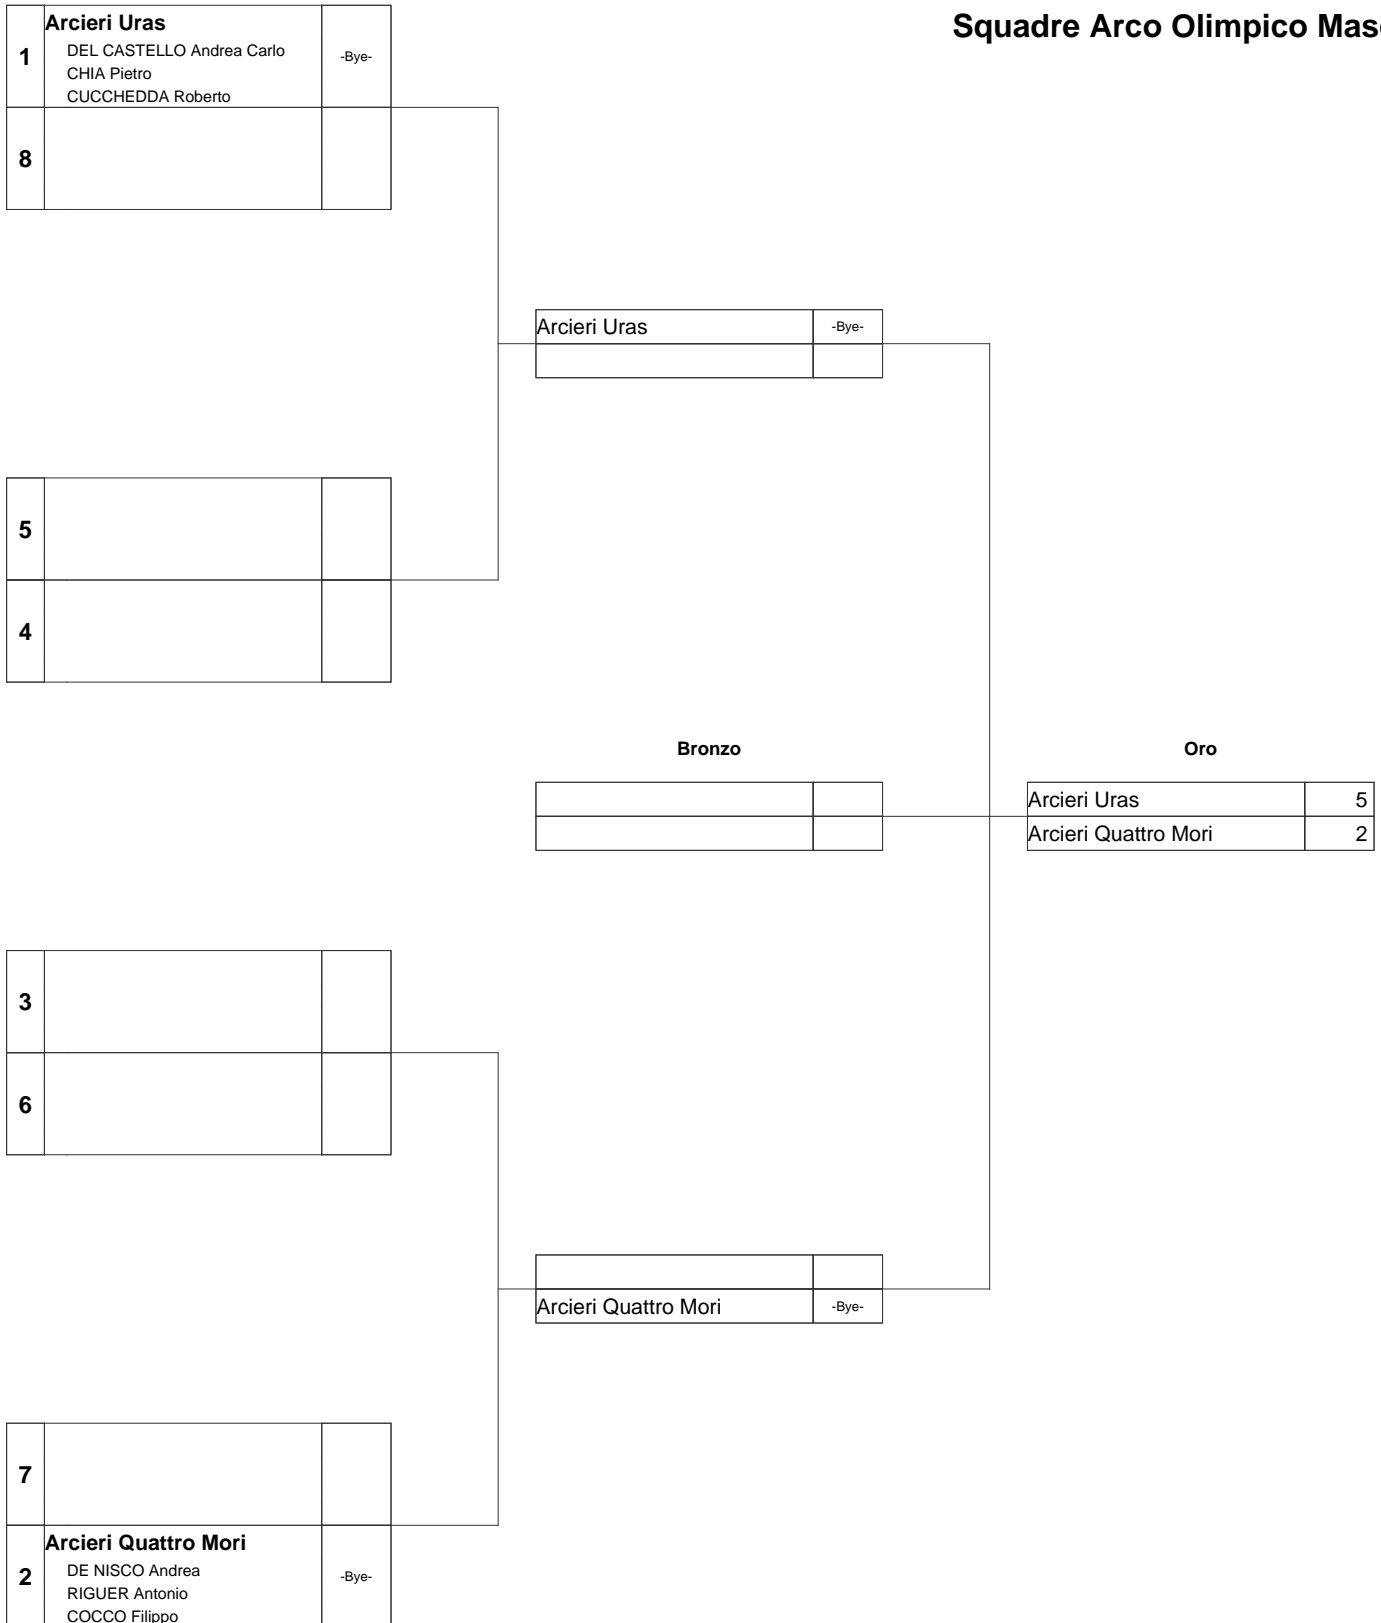 Squadre Arco Olimpico
1
Arcieri Uras
DEL CASTELLO Andrea Carlo
CHIA Pietro
CUCCHEDDA Roberto
-Bye-
8
Arcieri Uras
-Bye-
5
4
Bronzo
Oro
Arcieri Uras
5
Arcieri Quattro Mori
2
3
6
Arcieri Quattro Mori
-Bye-
7
2
Arcieri Quattro Mori
DE NISCO Andrea
RIGUER Antonio
COCCO Filippo
-Bye-